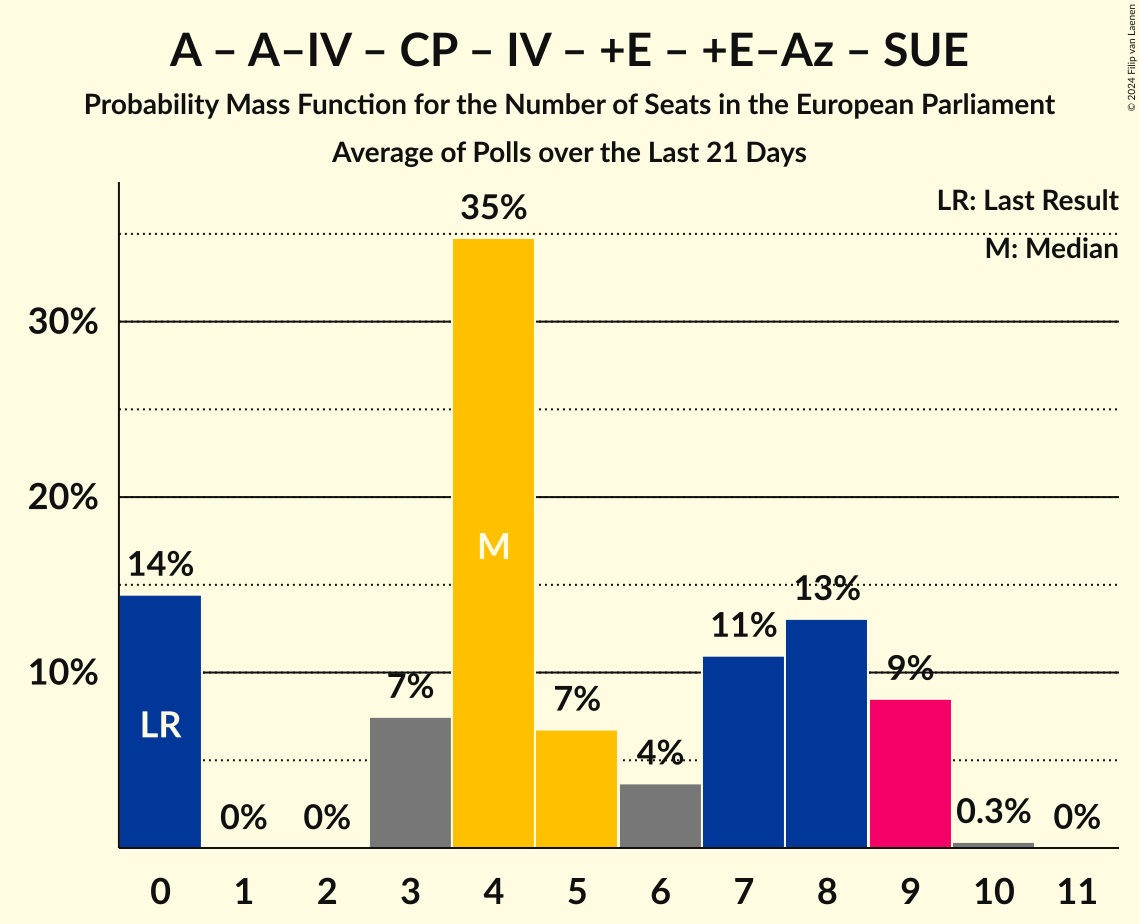 A – A–IV – CP – IV – +E – +E–Az – SUE
Probability Mass Function for the Number of Seats in the European Parliament
Average of Polls over the Last 21 Days
© 2024 Filip van Laenen
LR: Last Result
M: Median
35%
30%
20%
10%
14%
0%
0%
7%
7%
4%
11%
13%
9%
0.3%
0%
M
LR
0 1 2 3 4 5 6 7 8 9 10 11